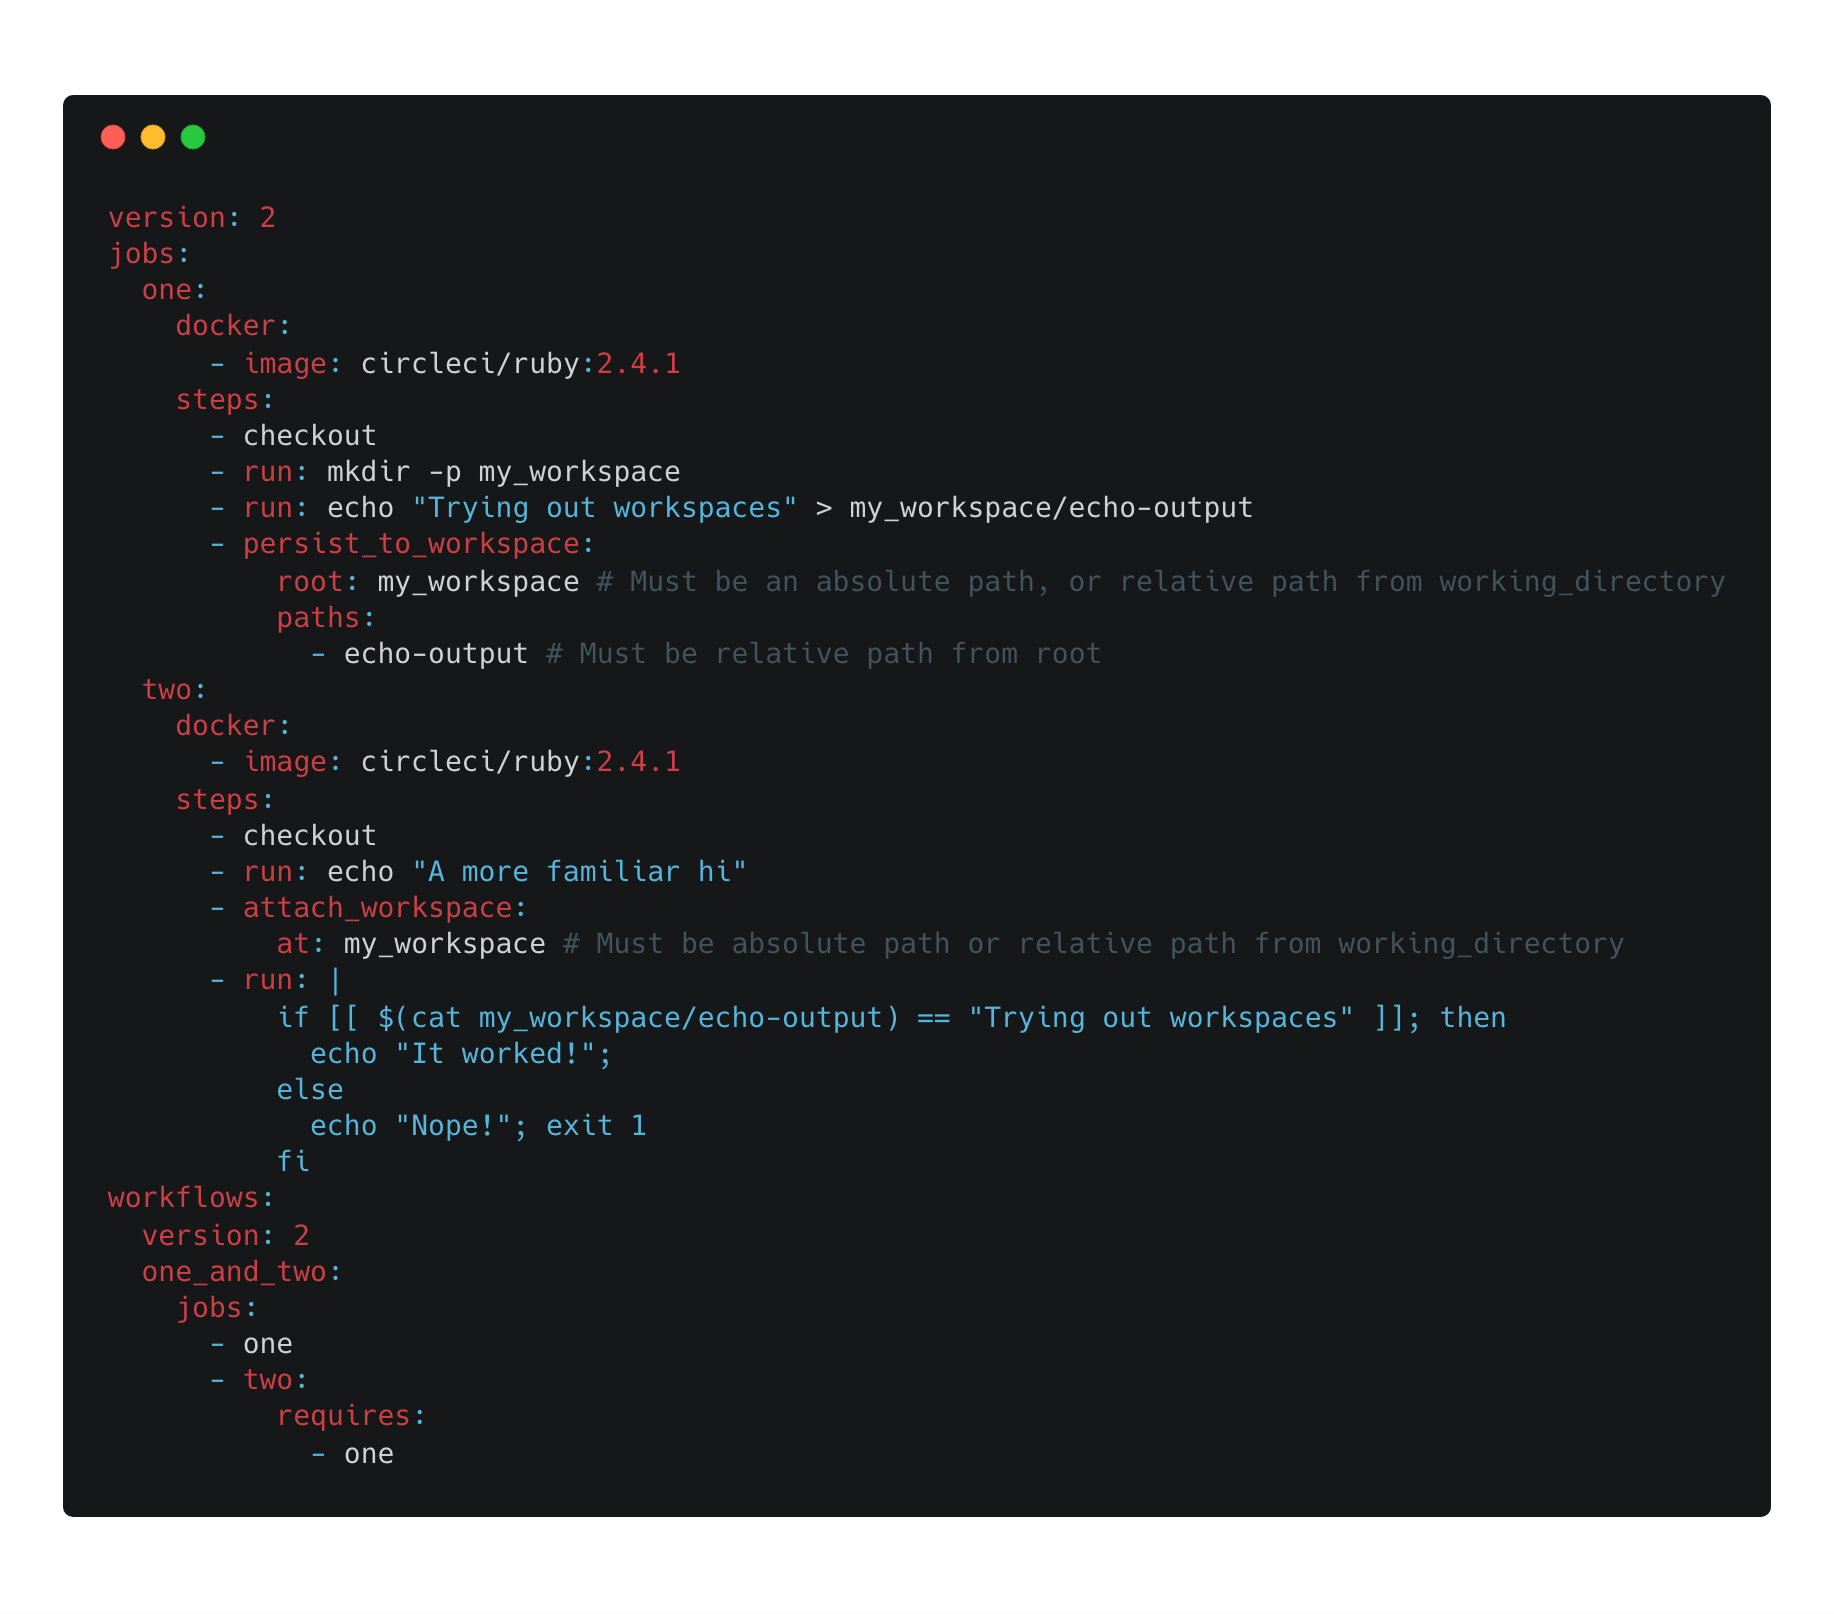 version: 2
jobs:
  one:
    docker:
      - image: circleci/ruby:2.4.1
    steps:
      - checkout
      - run: mkdir -p my_workspace
      - run: echo "Trying out workspaces" > my_workspace/echo-output
      - persist_to_workspace:
          root: my_workspace # Must be an absolute path, or relative path from working_directory
          paths:
            - echo-output # Must be relative path from root
  two:
    docker:
      - image: circleci/ruby:2.4.1
    steps:
      - checkout
      - run: echo "A more familiar hi"
      - attach_workspace:
          at: my_workspace # Must be absolute path or relative path from working_directory
      - run: |
          if [[ $(cat my_workspace/echo-output) == "Trying out workspaces" ]]; then
            echo "It worked!";
          else
            echo "Nope!"; exit 1
          fi
workflows:
  version: 2
  one_and_two:
    jobs:
      - one
      - two:
          requires:
            - one